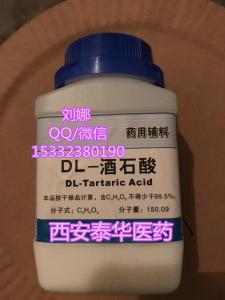 刘娜
QQ/微信
15332380190
药用辅料
DL-酒石酸
DL-Tartaric Acid
本品按干燥品计算,含C₄H₆O₆不得少于99.5%。
分子式:C₄H₆O₆ 分子量:150.09
西安泰华医药